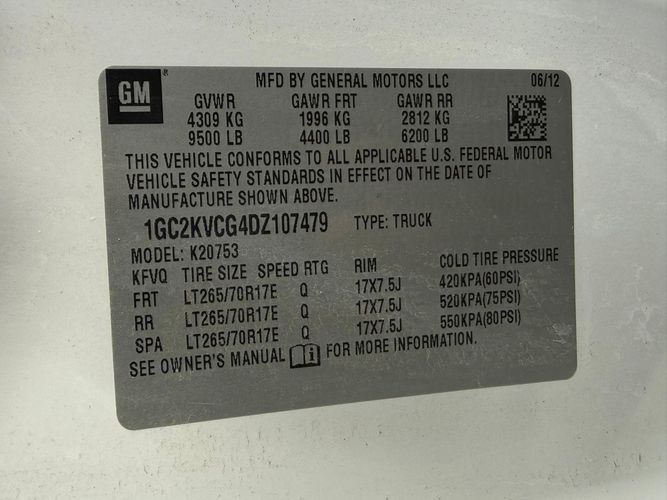 GM
MFD BY GENERAL MOTORS LLC 06/12
GVWR GAWR FRT GAWR RR
4309 KG 1996 KG 2812 KG
9500 LB 4400 LB 6200 LB
THIS VEHICLE CONFORMS TO ALL APPLICABLE U.S. FEDERAL MOTOR
VEHICLE SAFETY STANDARDS IN EFFECT ON THE DATE OF
MANUFACTURE SHOWN ABOVE.
1GC2KVCG4DZ107479 TYPE: TRUCK
MODEL: K20753
KFVQ TIRE SIZE SPEED RTG RIM COLD TIRE PRESSURE
FRT LT265/70R17E Q 17X7.5J 420KPA(60PSI)
RR LT265/70R17E Q 17X7.5J 520KPA(75PSI)
SPA LT265/70R17E Q 17X7.5J 550KPA(80PSI)
SEE OWNER'S MANUAL FOR MORE INFORMATION.